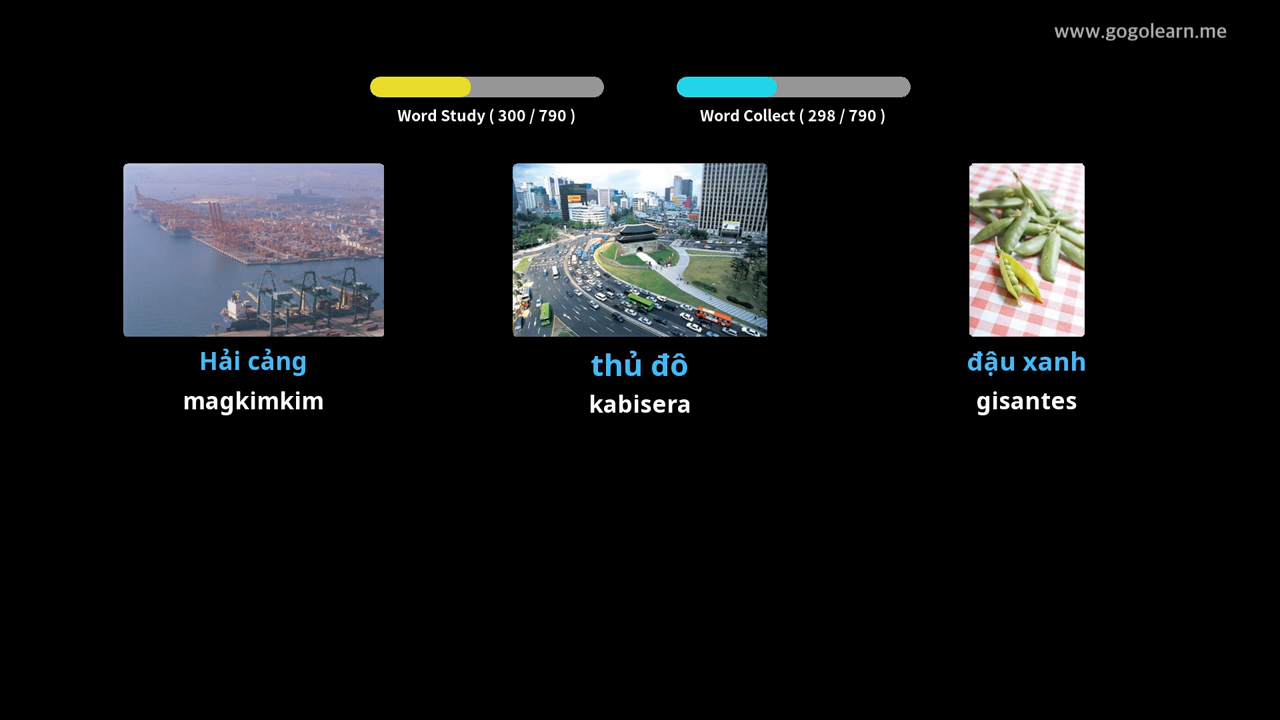 www.gogolearn.me
Word Study ( 300 / 790 )
Word Collect ( 298 / 790 )
Hải cảng
magkimkim
thủ đô
kabisera
đậu xanh
gisantes